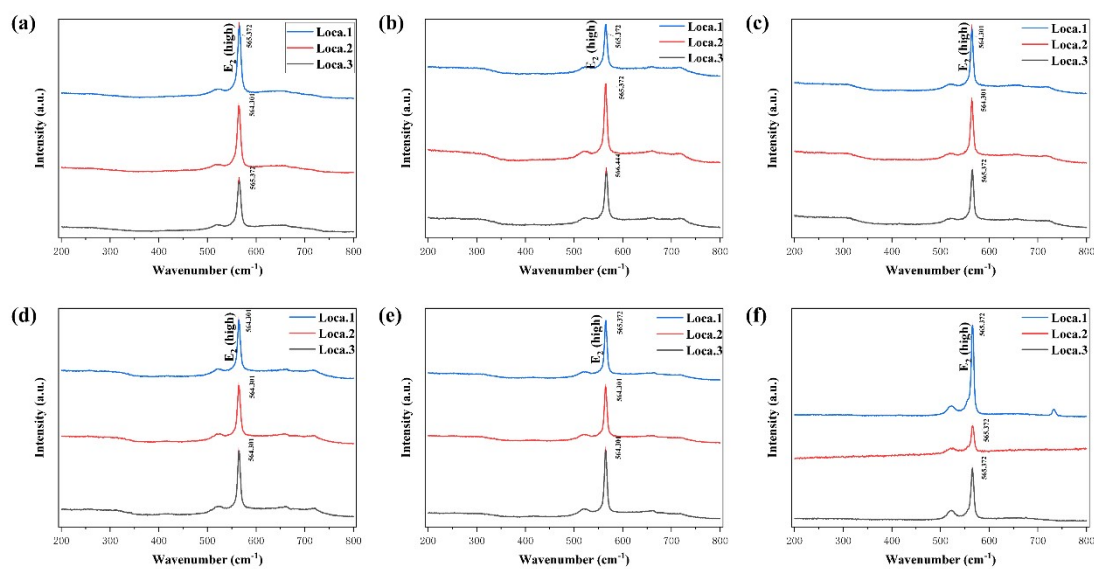 (a)
Intensity (a.u.)
E2 (high)
565.372
564.301
565.372
Loca.1
Loca.2
Loca.3
200 300 400 500 600 700 800
Wavenumber (cm-1)
(b)
Intensity (a.u.)
E2 (high)
565.372
565.372
566.444
Loca.1
Loca.2
Loca.3
200 300 400 500 600 700 800
Wavenumber (cm-1)
(c)
Intensity (a.u.)
E2 (high)
564.301
564.301
565.372
Loca.1
Loca.2
Loca.3
200 300 400 500 600 700 800
Wavenumber (cm-1)
(d)
Intensity (a.u.)
E2 (high)
564.301
564.301
564.301
Loca.1
Loca.2
Loca.3
200 300 400 500 600 700 800
Wavenumber (cm-1)
(e)
Intensity (a.u.)
E2 (high)
565.372
564.301
564.301
Loca.1
Loca.2
Loca.3
200 300 400 500 600 700 800
Wavenumber (cm-1)
(f)
Intensity (a.u.)
E2 (high)
565.372
565.372
565.372
Loca.1
Loca.2
Loca.3
200 300 400 500 600 700 800
Wavenumber (cm-1)